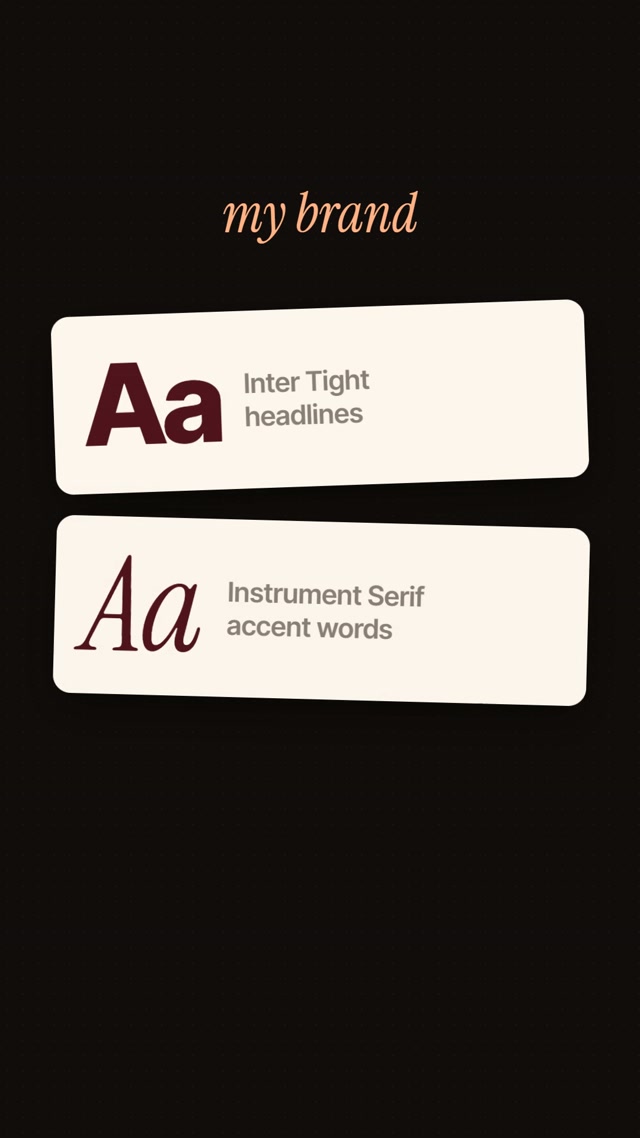 my brand
Aa
Inter Tight
headlines
Aa
Instrument Serif
accent words